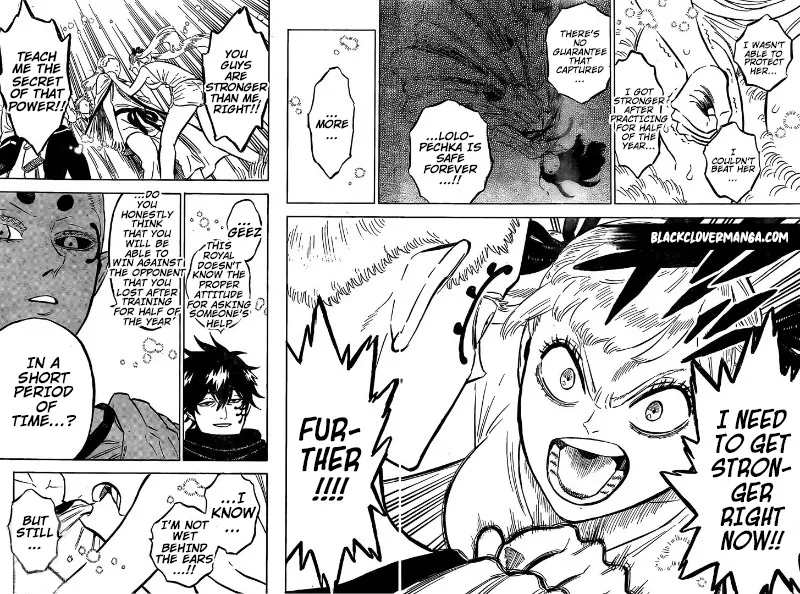 I WASN'T
ABLE TO
PROTECT
HER...
I GOT
STRONGER
AFTER I
PRACTICING
FOR HALF
OF THE
YEAR...
I
COULDN'T
BEAT HER...
THERE'S
NO
GUARANTEE
THAT
CAPTURED...
...LOLO-
PECHKA IS
SAFE
FOREVER
...!!
...
MORE...
BLACKCLOVERMANGA.COM
I NEED
TO GET
STRON-
GER
RIGHT
NOW!!
FUR-
THER
!!!!
YOU
GUYS
ARE
STRONGER
THAN ME,
RIGHT!!
TEACH
ME THE
SECRET
OF THAT
POWER!!
...
GEEZ
THIS
ROYAL
DOESN'T
KNOW THE
PROPER
ATTITUDE
FOR ASKING
SOMEONE'S
HELP
...DO
YOU
HONESTLY
THINK
THAT YOU
WILL BE
ABLE TO
WIN AGAINST
THE
OPPONENT
THAT YOU
LOST AFTER
TRAINING
FOR HALF
OF THE
YEAR
IN A
SHORT
PERIOD
OF
TIME...?
...I
KNOW
...
I'M NOT
WET
BEHIND
THE EARS
...!!
BUT
STILL
...